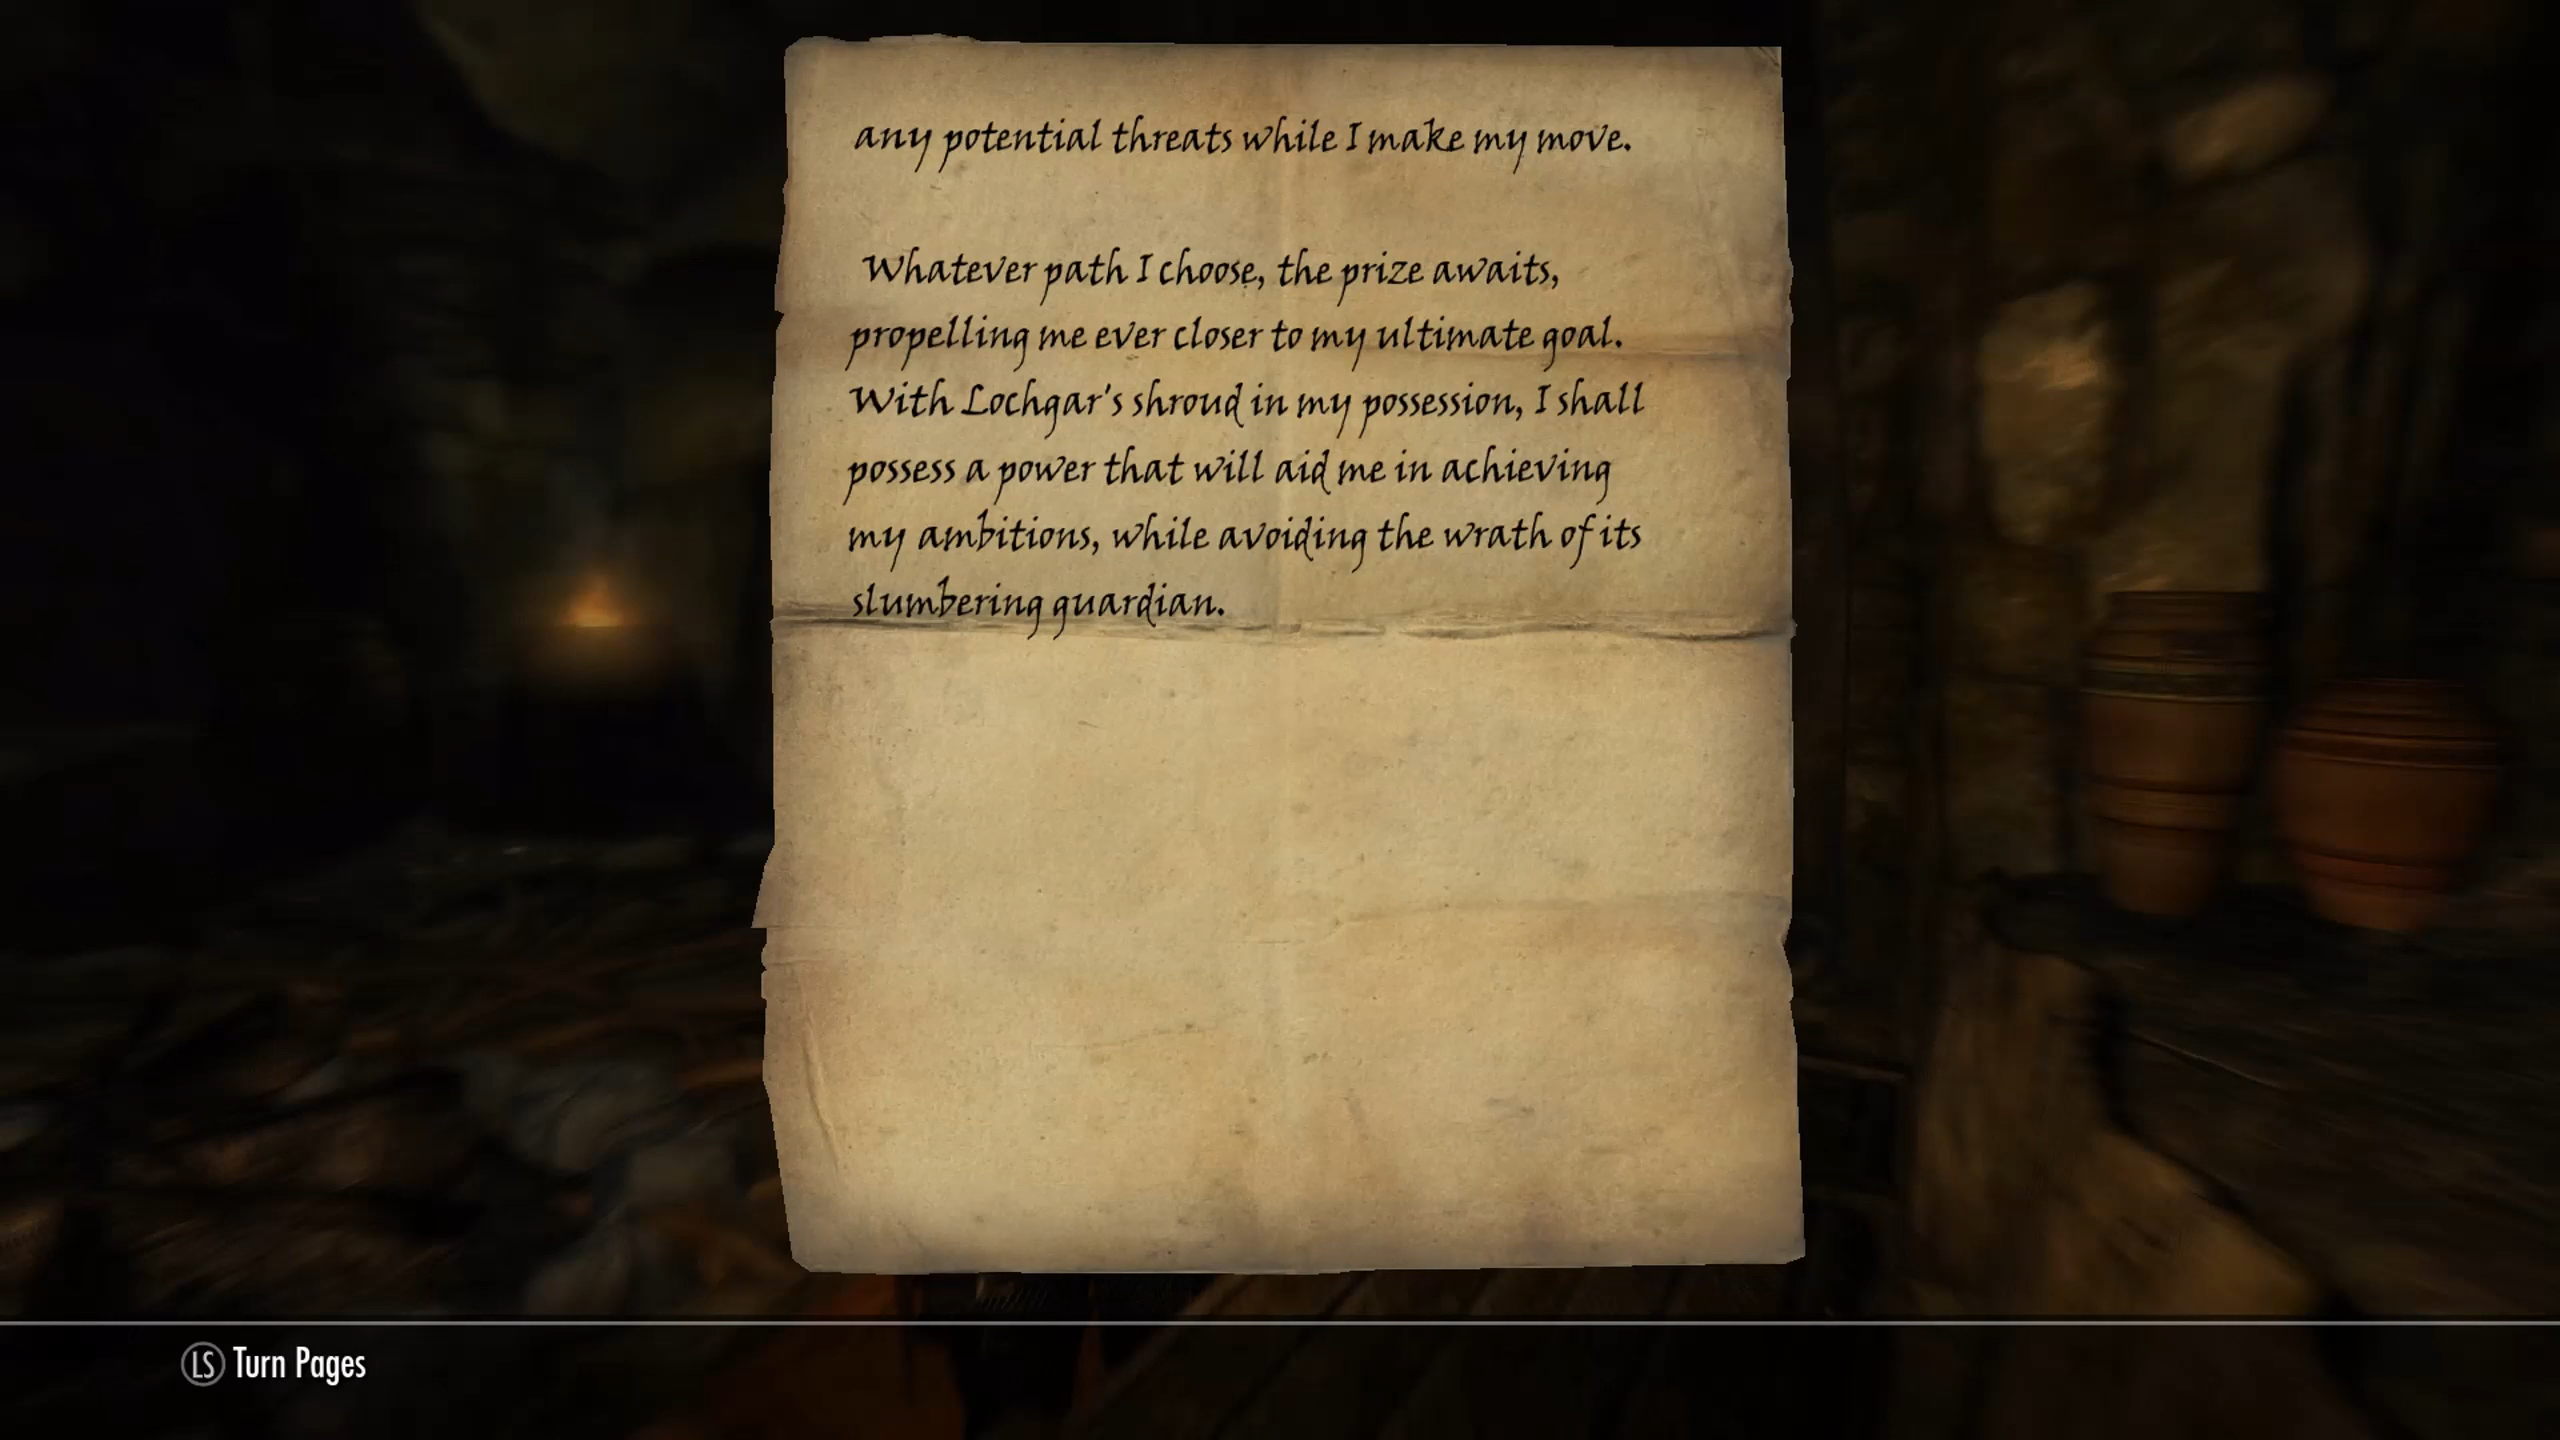 any potential threats while I make my move.
Whatever path I choose, the prize awaits,
propelling me ever closer to my ultimate goal.
With Lochgar's shroud in my possession, I shall
possess a power that will aid me in achieving
my ambitions, while avoiding the wrath of its
slumbering guardian.
LS Turn Pages